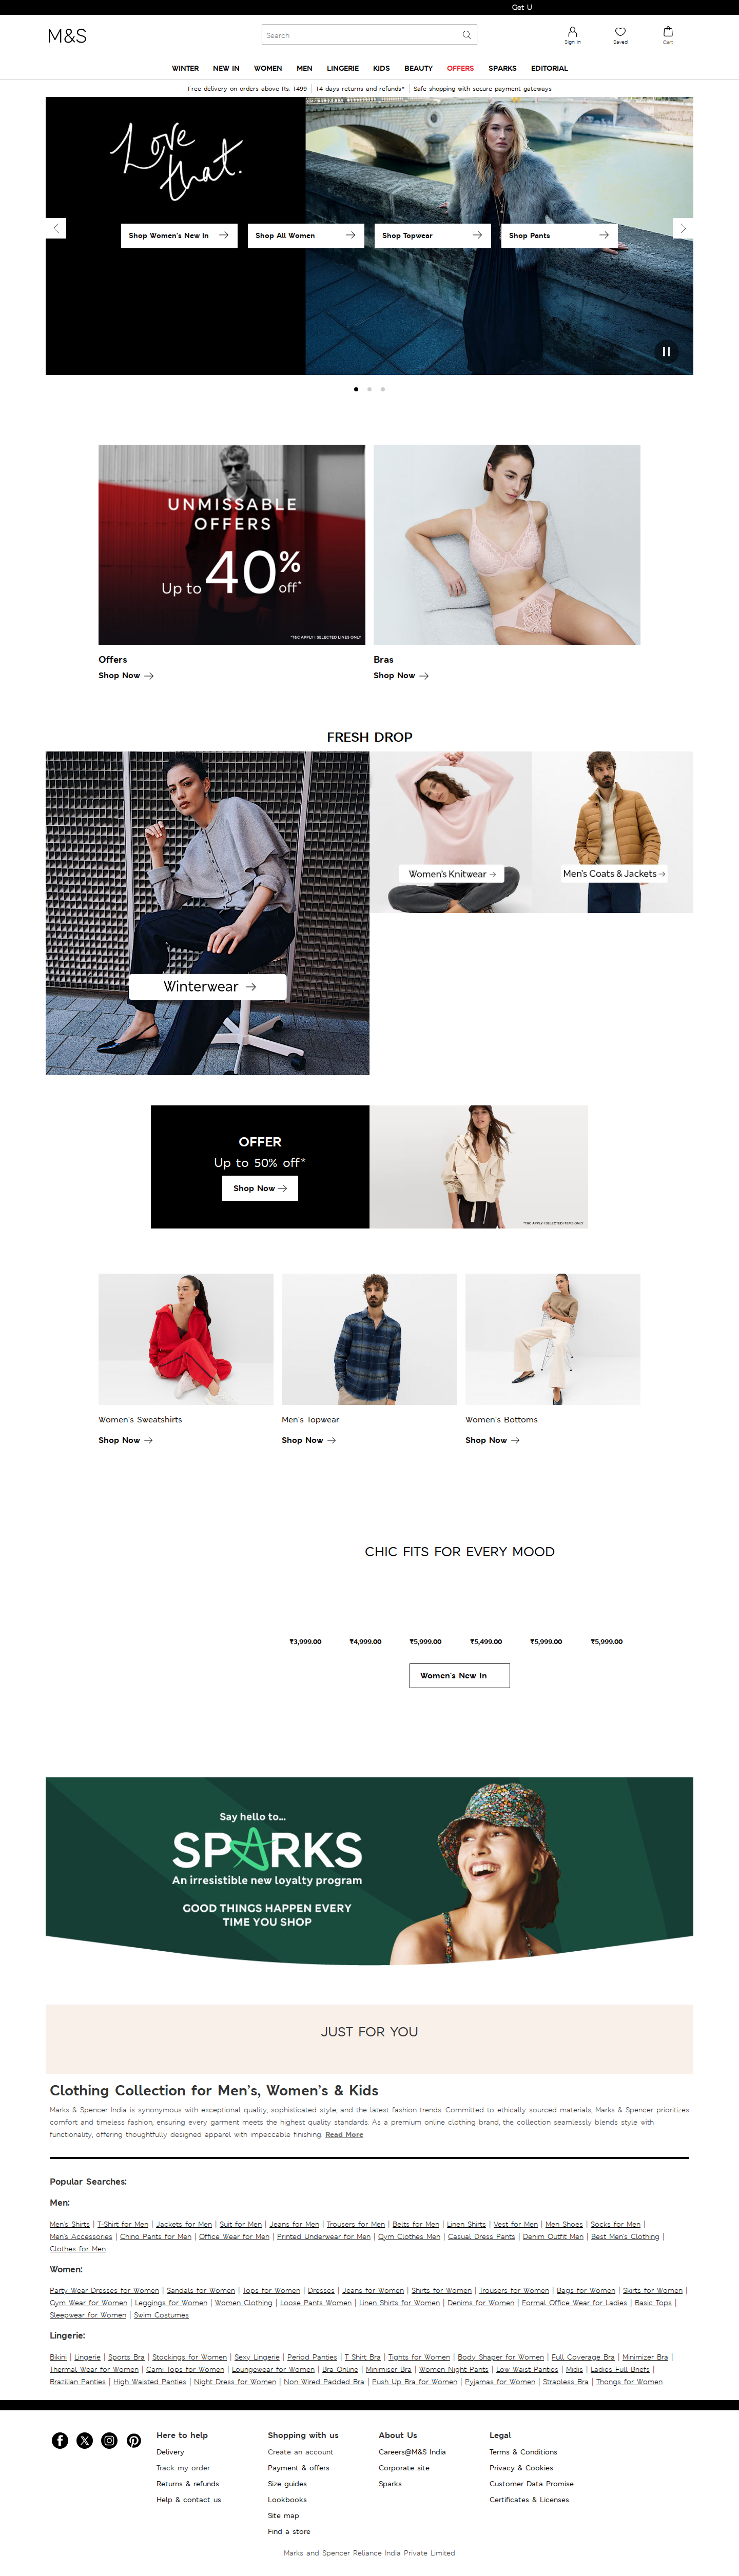 Get U
M&S
Search
Sign in
Saved
Cart
WINTER NEW IN WOMEN MEN LINGERIE KIDS BEAUTY OFFERS SPARKS EDITORIAL
Free delivery on orders above Rs. 1499 | 14 days returns and refunds* | Safe shopping with secure payment gateways
Love
that.
Shop Women's New In
Shop All Women
Shop Topwear
Shop Pants
UNMISSABLE
OFFERS
Up to 40% off*
*T&C APPLY | SELECTED LINES ONLY
Offers
Shop Now
Bras
Shop Now
FRESH DROP
Women's Knitwear
Men's Coats & Jackets
Winterwear
OFFER
Up to 50% off*
Shop Now
*T&C APPLY | SELECTED ITEMS ONLY
Women's Sweatshirts
Shop Now
Men's Topwear
Shop Now
Women's Bottoms
Shop Now
CHIC FITS FOR EVERY MOOD
₹3,999.00 ₹4,999.00 ₹5,999.00 ₹5,499.00 ₹5,999.00 ₹5,999.00
Women's New In
Say hello to...
SPARKS
An irresistible new loyalty program
GOOD THINGS HAPPEN EVERY
TIME YOU SHOP
JUST FOR YOU
Clothing Collection for Men's, Women's & Kids
Marks & Spencer India is synonymous with exceptional quality, sophisticated style, and the latest fashion trends. Committed to ethically sourced materials, Marks & Spencer prioritizes
comfort and timeless fashion, ensuring every garment meets the highest quality standards. As a premium online clothing brand, the collection seamlessly blends style with
functionality, offering thoughtfully designed apparel with impeccable finishing. Read More
Popular Searches:
Men:
Men's Shirts | T-Shirt for Men | Jackets for Men | Suit for Men | Jeans for Men | Trousers for Men | Belts for Men | Linen Shirts | Vest for Men | Men Shoes | Socks for Men |
Men's Accessories | Chino Pants for Men | Office Wear for Men | Printed Underwear for Men | Gym Clothes Men | Casual Dress Pants | Denim Outfit Men | Best Men's Clothing |
Clothes for Men
Women:
Party Wear Dresses for Women | Sandals for Women | Tops for Women | Dresses | Jeans for Women | Shirts for Women | Trousers for Women | Bags for Women | Skirts for Women |
Gym Wear for Women | Leggings for Women | Women Clothing | Loose Pants Women | Linen Shirts for Women | Denims for Women | Formal Office Wear for Ladies | Basic Tops |
Sleepwear for Women | Swim Costumes
Lingerie:
Bikini | Lingerie | Sports Bra | Stockings for Women | Sexy Lingerie | Period Panties | T Shirt Bra | Tights for Women | Body Shaper for Women | Full Coverage Bra | Minimizer Bra |
Thermal Wear for Women | Cami Tops for Women | Loungewear for Women | Bra Online | Minimiser Bra | Women Night Pants | Low Waist Panties | Midis | Ladies Full Briefs |
Brazilian Panties | High Waisted Panties | Night Dress for Women | Non Wired Padded Bra | Push Up Bra for Women | Pyjamas for Women | Strapless Bra | Thongs for Women
Here to help
Delivery
Track my order
Returns & refunds
Help & contact us
Shopping with us
Create an account
Payment & offers
Size guides
Lookbooks
Site map
Find a store
About Us
Careers@M&S India
Corporate site
Sparks
Legal
Terms & Conditions
Privacy & Cookies
Customer Data Promise
Certificates & Licenses
Marks and Spencer Reliance India Private Limited